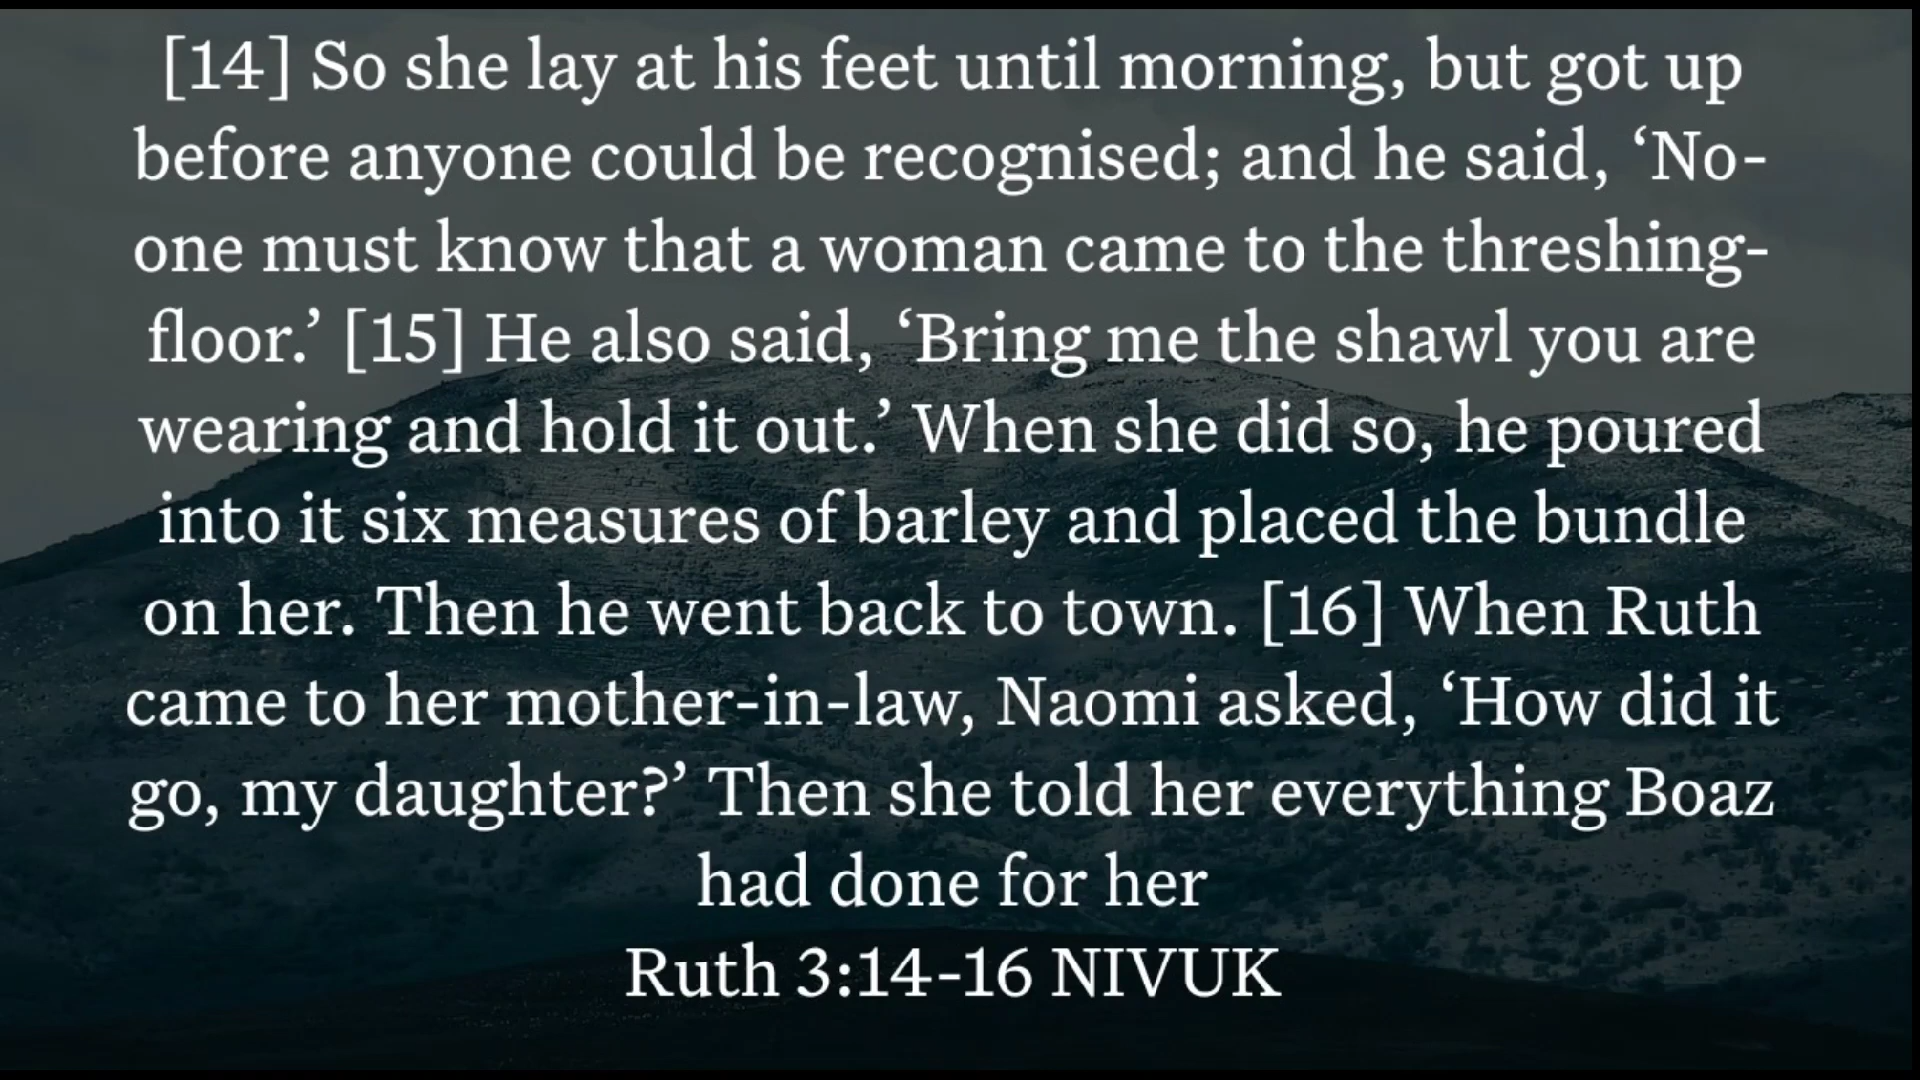 [14] So she lay at his feet until morning, but got up
before anyone could be recognised; and he said, ‘No-
one must know that a woman came to the threshing-
floor.’ [15] He also said, ‘Bring me the shawl you are
wearing and hold it out.’ When she did so, he poured
into it six measures of barley and placed the bundle
on her. Then he went back to town. [16] When Ruth
came to her mother-in-law, Naomi asked, ‘How did it
go, my daughter?’ Then she told her everything Boaz
had done for her
Ruth 3:14-16 NIVUK